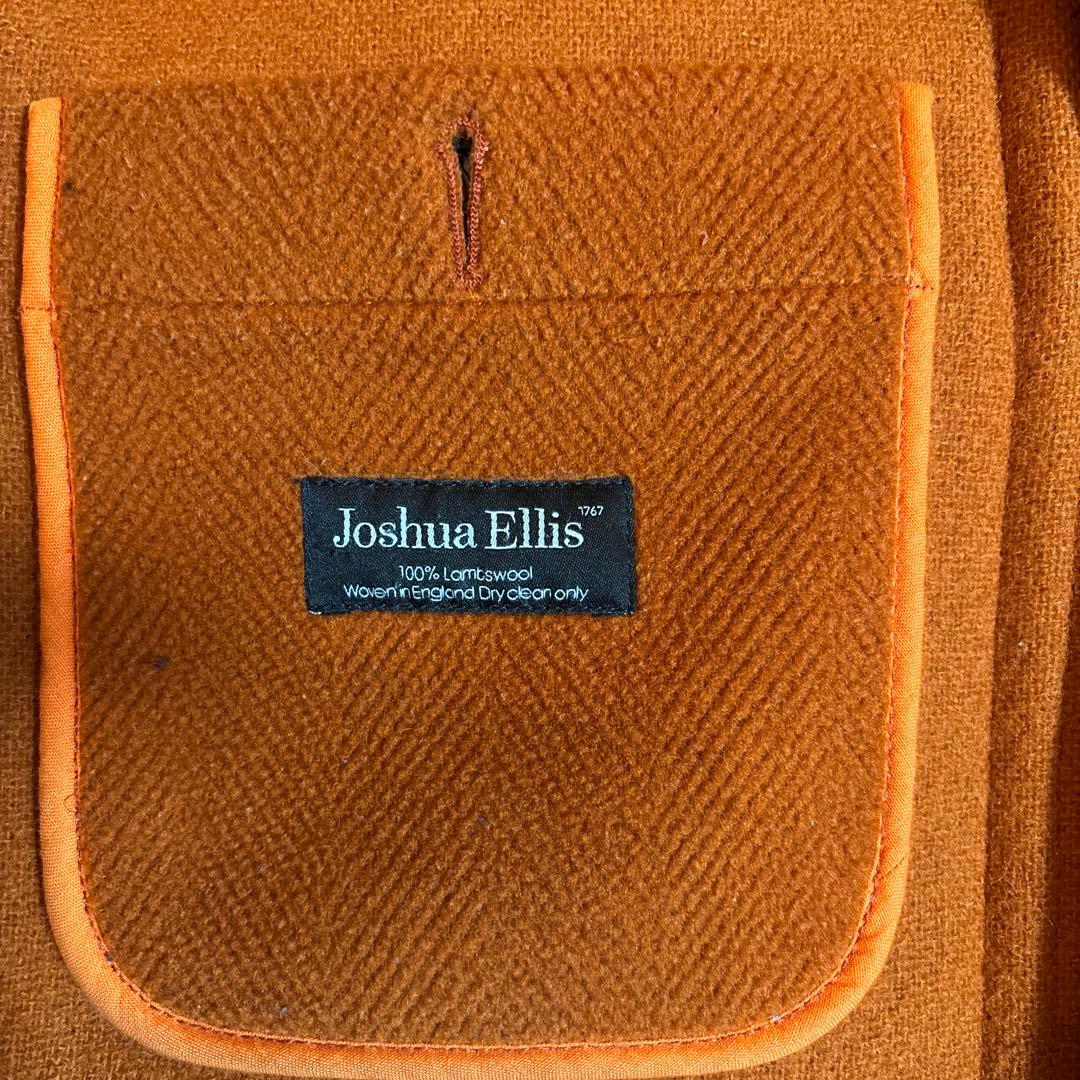 Joshua Ellis 1767
100% Lambswool
Woven in England Dry clean only